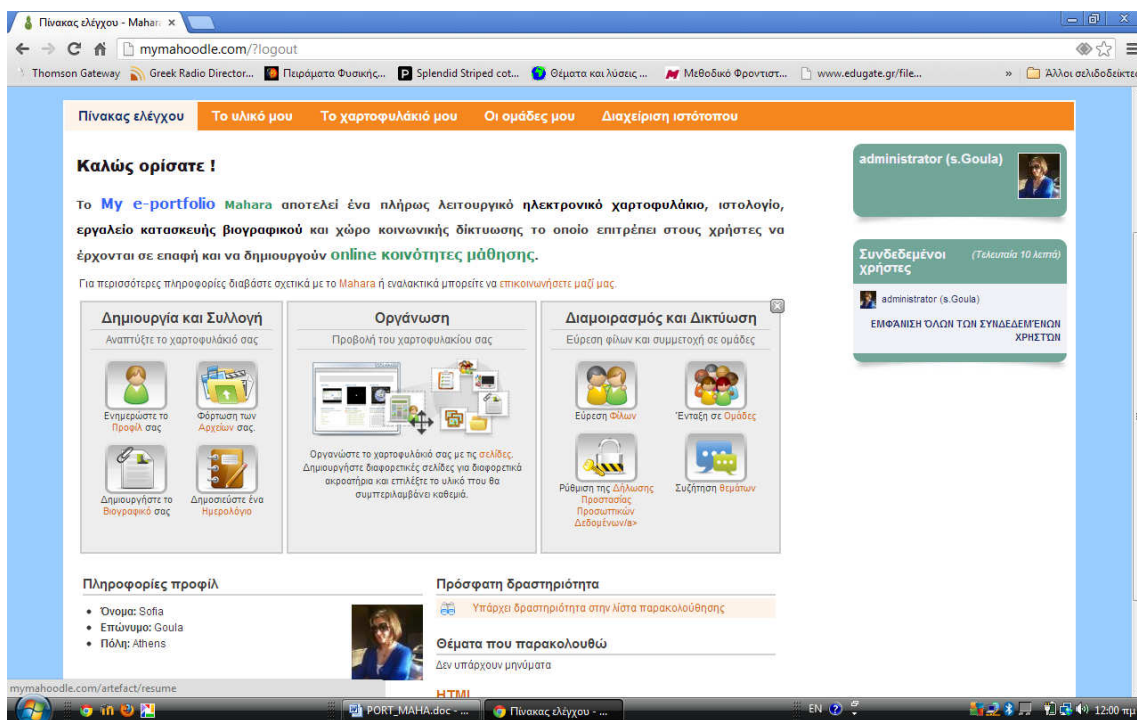 Πίνακας ελέγχου - Mahar
mymahoodle.com/?logout
Thomson Gateway
Greek Radio Director...
Πειράματα Φυσικής,...
Splendid Striped cot...
Θέματα και λύσεις ...
Μεθοδικό Φροντιστ...
www.edugate.gr/file...
»
Άλλοι σελιδοδείκτες
Πίνακας ελέγχου
Το υλικό μου
Το χαρτοφυλάκιό μου
Οι ομάδες μου
Διαχείριση ιστότοπου
Καλώς ορίσατε !
Το My e-portfolio Mahara αποτελεί ένα πλήρως λειτουργικό ηλεκτρονικό χαρτοφυλάκιο, ιστολόγιο,
εργαλείο κατασκευής βιογραφικού και χώρο κοινωνικής δίκτυωσης το οποίο επιτρέπει στους χρήστες να
έρχονται σε επαφή και να δημιουργούν online κοινότητες μάθησης.
Για περισσότερες πληροφορίες διαβάστε σχετικά με το Mahara ή εναλακτικά μπορείτε να επικοινωνήσετε μαζί μας.
Δημιουργία και Συλλογή
Αναπτύξτε το χαρτοφυλάκιό σας
Ενημερώστε το
Προφίλ σας
Φόρτωση των
Αρχείων σας.
Δημιουργήστε το
Βιογραφικό σας
Δημοσιεύστε ένα
Ημερολόγιο
Οργάνωση
Προβολή του χαρτοφυλακίου σας
Οργανώστε το χαρτοφυλάκιό σας με τις σελίδες.
Δημιουργήστε διαφορετικές σελίδες για διαφορετικά
ακροατήρια και επιλέξτε το υλικό που θα
συμπεριλαμβάνει καθεμιά.
Διαμοιρασμός και Δικτύωση
Εύρεση φίλων και συμμετοχή σε ομάδες
Εύρεση Φίλων
Ένταξη σε Ομάδες
Ρύθμιση της Δήλωσης
Προστασίας
Προσωπικών
Δεδομένων/a>
Συζήτηση θεμάτων
administrator (s.Goula)
Συνδεδεμένοι
χρήστες
(Τελευταία 10 λεπτά)
administrator (s.Goula)
ΕΜΦΆΝΙΣΗ ΌΛΩΝ ΤΩΝ ΣΥΝΔΕΔΕΜΈΝΩΝ
ΧΡΗΣΤΏΝ
Πληροφορίες προφίλ
Όνομα: Sofia
Επώνυμο: Goula
Πόλη: Athens
Πρόσφατη δραστηριότητα
Υπάρχει δραστηριότητα στην λίστα παρακολούθησης
Θέματα που παρακολουθώ
Δεν υπάρχουν μηνύματα
HTML
mymahoodle.com/artefact/resume
PORT_MAHA.doc - ...
Πίνακας ελέγχου - ...
EN
12:00 πμ